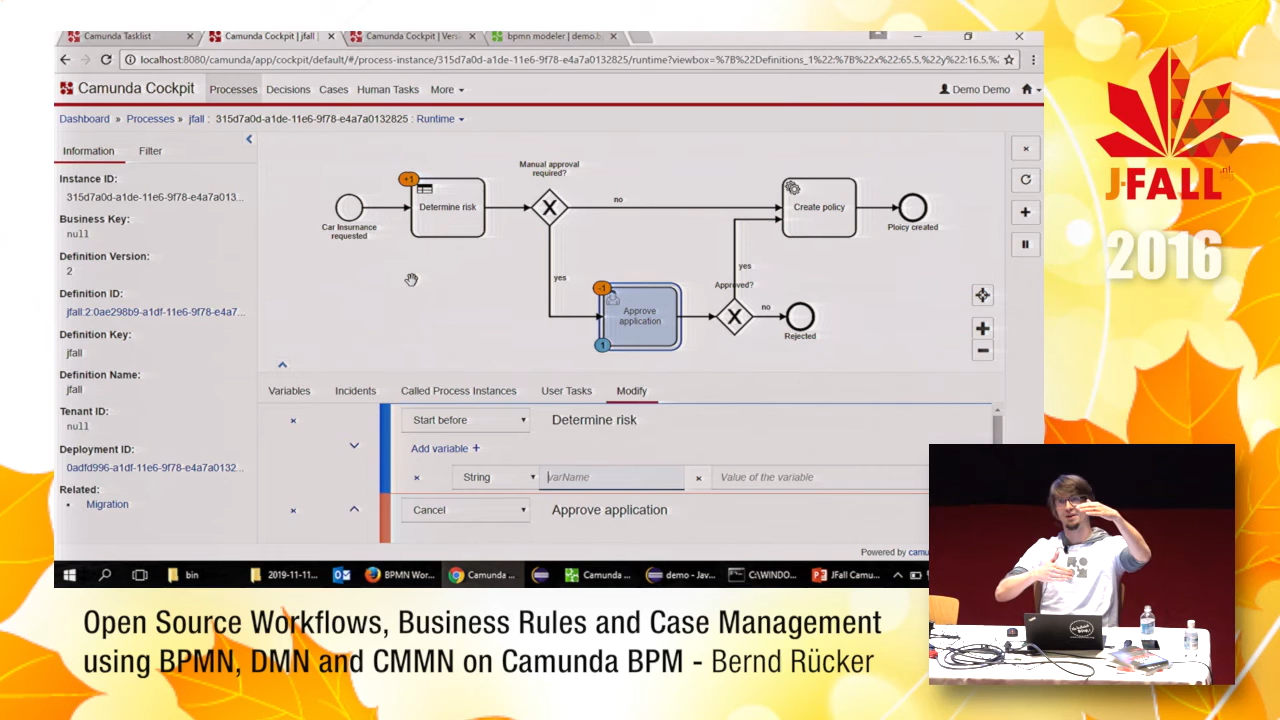 Camunda Tasklist
Camunda Cockpit | jfall |
Camunda Cockpit | Vers
bpmn modeler | demo.b
localhost:8080/camunda/app/cockpit/default/#/process-instance/315d7a0d-a1de-11e6-9f78-e4a7a0132825/runtime?viewbox=%7B%22Definitions_1%22:%7B%22x%22:65.5,%22y%22:16.5,%
Camunda Cockpit
Processes
Decisions
Cases
Human Tasks
More
Demo Demo
Dashboard » Processes » jfall : 315d7a0d-a1de-11e6-9f78-e4a7a0132825 : Runtime
Information
Filter
Instance ID:
315d7a0d-a1de-11e6-9f78-e4a7a013...
Business Key:
null
Definition Version:
2
Definition ID:
jfall:2:0ae298b9-a1df-11e6-9f78-e4a7...
Definition Key:
jfall
Definition Name:
jfall
Tenant ID:
null
Deployment ID:
0adfd996-a1df-11e6-9f78-e4a7a0132...
Related:
Migration
Car Insurnance
requested
+1
Determine risk
Manual approval
required?
X
no
yes
Create policy
Ploicy created
-1
Approve
application
1
Approved?
X
yes
no
Rejected
Variables
Incidents
Called Process Instances
User Tasks
Modify
Start before
Determine risk
Add variable +
String
varName
Value of the variable
Cancel
Approve application
Powered by camu
bin
2019-11-11...
BPMN Wor...
Camunda ...
Camunda ...
demo - Jav...
C:\WINDO...
JFall Camu...
J-FALL
.nl
2016
Open Source Workflows, Business Rules and Case Management
using BPMN, DMN and CMMN on Camunda BPM - Bernd Rücker